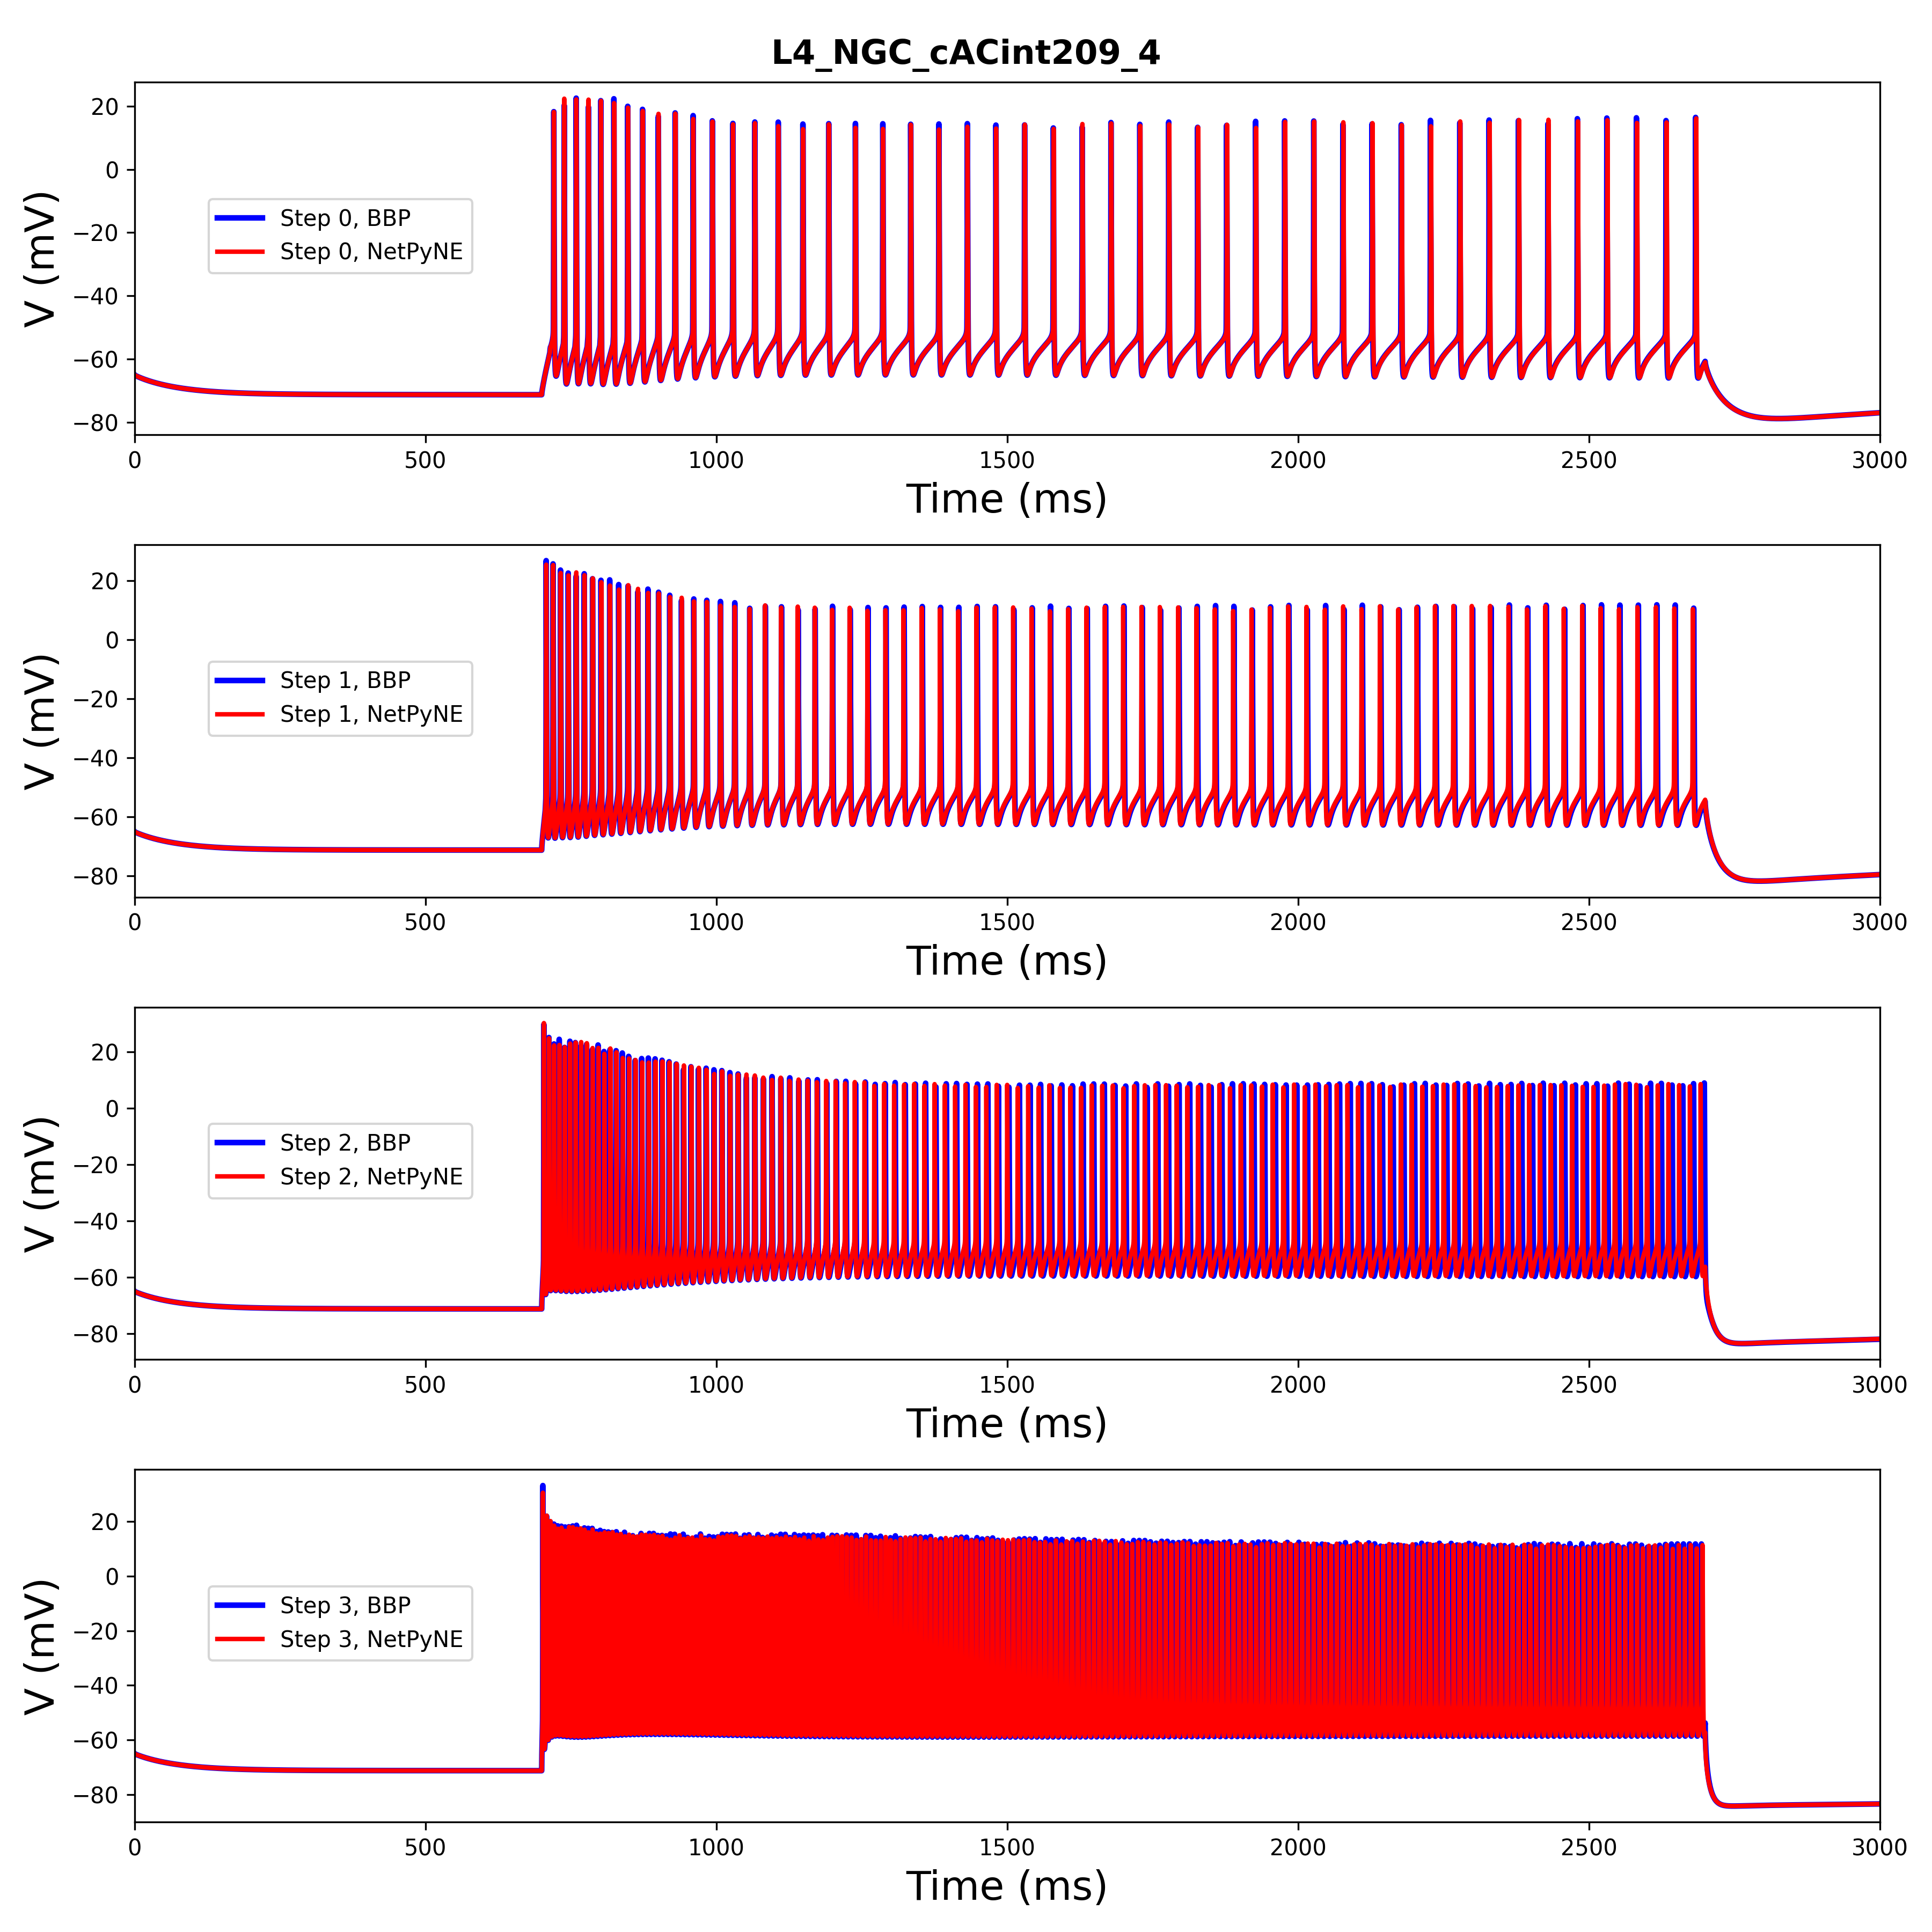 L4_NGC_cACint209_4
20
0
−20
−40
−60
−80
V (mV)
Step 0, BBP
Step 0, NetPyNE
0 500 1000 1500 2000 2500 3000
Time (ms)
20
0
−20
−40
−60
−80
V (mV)
Step 1, BBP
Step 1, NetPyNE
0 500 1000 1500 2000 2500 3000
Time (ms)
20
0
−20
−40
−60
−80
V (mV)
Step 2, BBP
Step 2, NetPyNE
0 500 1000 1500 2000 2500 3000
Time (ms)
20
0
−20
−40
−60
−80
V (mV)
Step 3, BBP
Step 3, NetPyNE
0 500 1000 1500 2000 2500 3000
Time (ms)